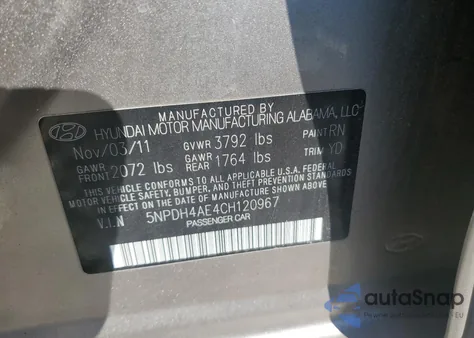 MANUFACTURED BY
HYUNDAI MOTOR MANUFACTURING ALABAMA, LLC
Nov/03/11 GVWR 3792 lbs PAINT RN
GAWR FRONT 2072 lbs GAWR REAR 1764 lbs TRIM YD
THIS VEHICLE CONFORMS TO ALL APPLICABLE U.S.A. FEDERAL
MOTOR VEHICLE SAFETY, BUMPER, AND THEFT PREVENTION
STANDARDS IN EFFECT ON THE DATE OF MANUFACTURE SHOWN ABOVE.
V.I.N 5NPDH4AE4CH120967
PASSENGER CAR
autoSnap